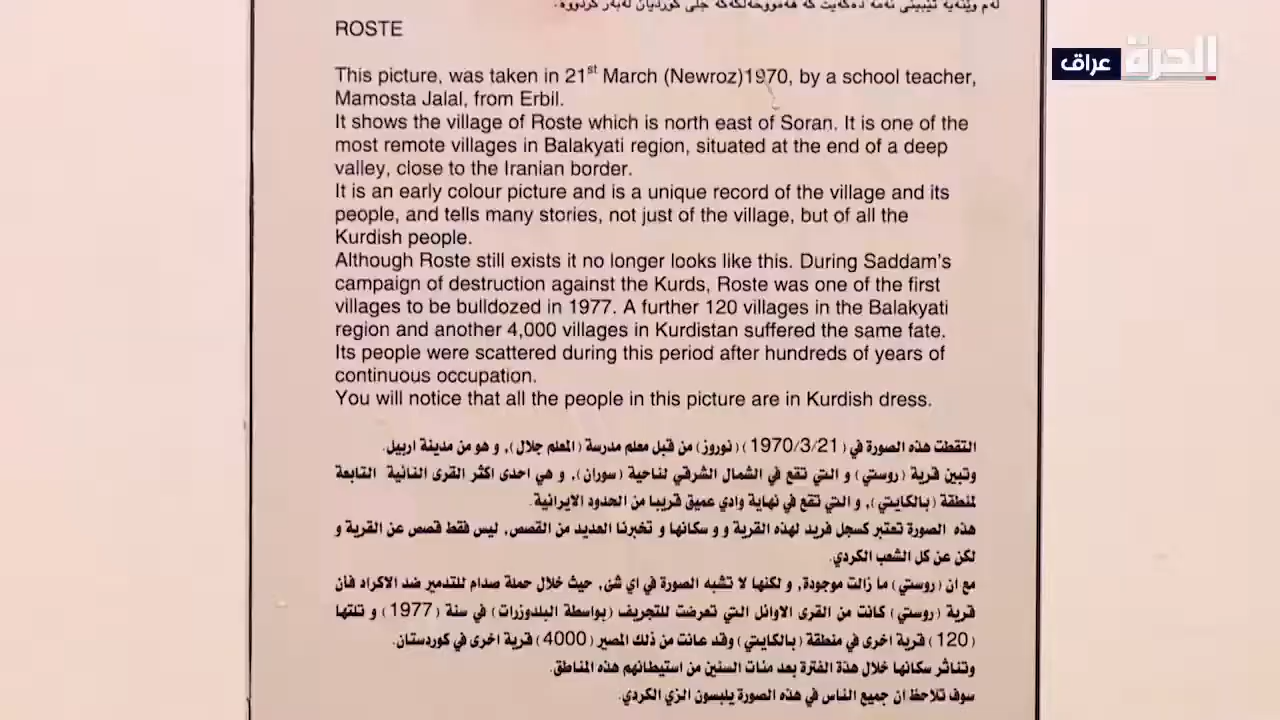 لەم وێنەیە تێبینی ئەمە دەکەیت کە هەمووخەڵکەکە جلی کوردیان لەبەر کردووە.
الحرة
عراق
ROSTE
This picture, was taken in 21st March (Newroz)1970, by a school teacher,
Mamosta Jalal, from Erbil.
It shows the village of Roste which is north east of Soran. It is one of the
most remote villages in Balakyati region, situated at the end of a deep
valley, close to the Iranian border.
It is an early colour picture and is a unique record of the village and its
people, and tells many stories, not just of the village, but of all the
Kurdish people.
Although Roste still exists it no longer looks like this. During Saddam's
campaign of destruction against the Kurds, Roste was one of the first
villages to be bulldozed in 1977. A further 120 villages in the Balakyati
region and another 4,000 villages in Kurdistan suffered the same fate.
Its people were scattered during this period after hundreds of years of
continuous occupation.
You will notice that all the people in this picture are in Kurdish dress.
التقطت هذه الصورة في (1970/3/21) (نوروز) من قبل معلم مدرسة (المعلم جلال), و هو من مدينة اربيل.
وتبين قرية (روستي) و التي تقع في الشمال الشرقي لناحية (سوران), و هي احدى اكثر القرى النائية التابعة
لمنطقة (بالكايتي), و التي تقع في نهاية وادي عميق قريبا من الحدود الايرانية.
هذه الصورة تعتبر كسجل فريد لهذه القرية و و سكانها و تخبرنا العديد من القصص, ليس فقط قصص عن القرية و
لكن عن كل الشعب الكردي.
مع ان (روستي) ما زالت موجودة, و لكنها لا تشبه الصورة في اي شئ, حيث خلال حملة صدام للتدمير ضد الاكراد فأن
قرية (روستي) كانت من القرى الاوائل التي تعرضت للتجريف (بواسطة البلدوزرات) في سنة (1977) و تلتها
(120) قرية اخرى في منطقة (بالكايتي) وقد عانت من ذلك المصير (4000) قرية اخرى في كوردستان.
وتناثر سكانها خلال هذة الفترة بعد مئات السنين من استيطانهم هذه المناطق.
سوف تلاحظ ان جميع الناس في هذه الصورة يلبسون الزي الكردي.